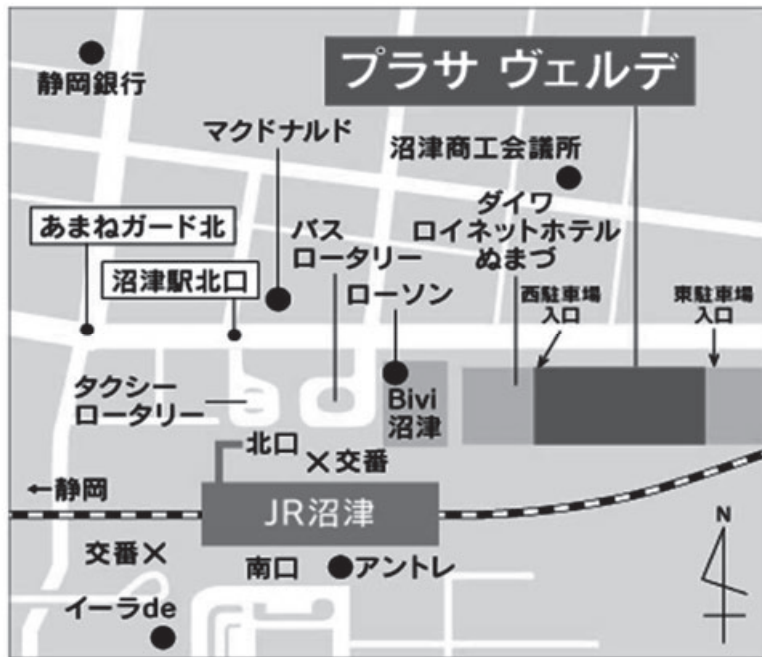 プラサ ヴェルデ
静岡銀行
マクドナルド
沼津商工会議所
あまねガード北
バス
ロータリー
ダイワ
ロイネットホテル
ぬまづ
沼津駅北口
ローソン
西駐車場
入口
東駐車場
入口
タクシー
ロータリー
Bivi
沼津
北口
交番
←静岡
JR沼津
N
交番
南口
アントレ
イーラde